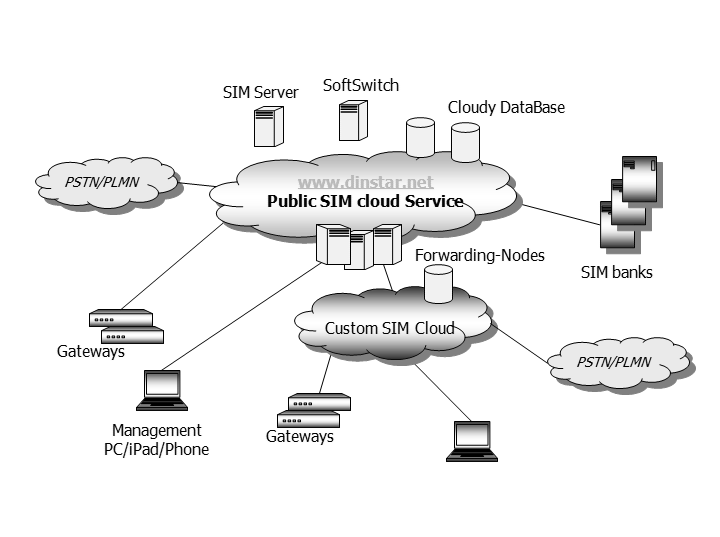 SIM Server
SoftSwitch
Cloudy DataBase
PSTN/PLMN
www.dinstar.net
Public SIM cloud Service
Forwarding-Nodes
SIM banks
Gateways
Custom SIM Cloud
PSTN/PLMN
Management
PC/iPad/Phone
Gateways